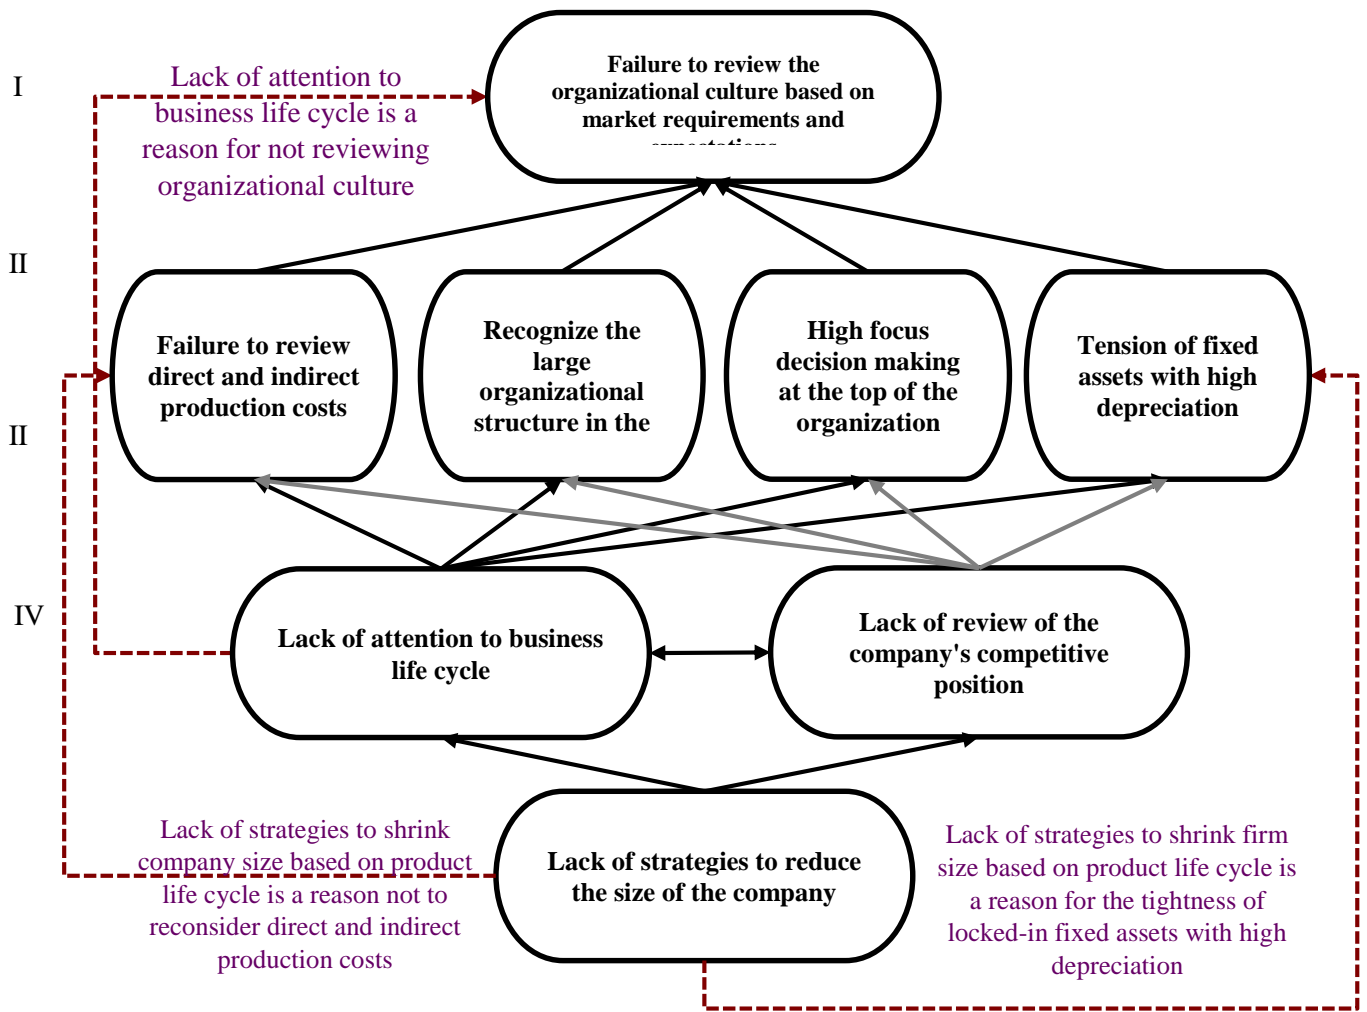 I
Lack of attention to
business life cycle is a
reason for not reviewing
organizational culture
Failure to review the
organizational culture based on
market requirements and
expectations
II
Failure to review
direct and indirect
production costs
Recognize the
large
organizational
structure in the
High focus
decision making
at the top of the
organization
Tension of fixed
assets with high
depreciation
II
IV
Lack of attention to business
life cycle
Lack of review of the
company's competitive
position
Lack of strategies to shrink
company size based on product
life cycle is a reason not to
reconsider direct and indirect
production costs
Lack of strategies to reduce
the size of the company
Lack of strategies to shrink firm
size based on product life cycle is
a reason for the tightness of
locked-in fixed assets with high
depreciation